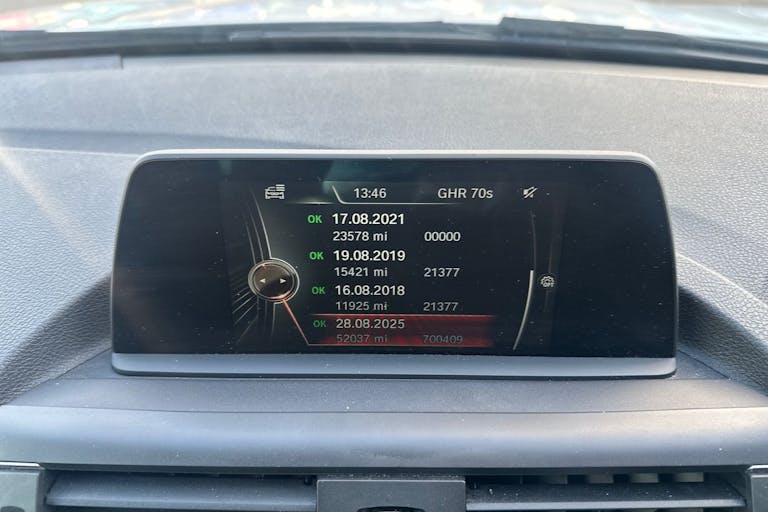 13:46 GHR 70s
OK 17.08.2021
23578 mi 00000
OK 19.08.2019
15421 mi 21377
OK 16.08.2018
11925 mi 21377
OK 28.08.2025
52037 mi 700409